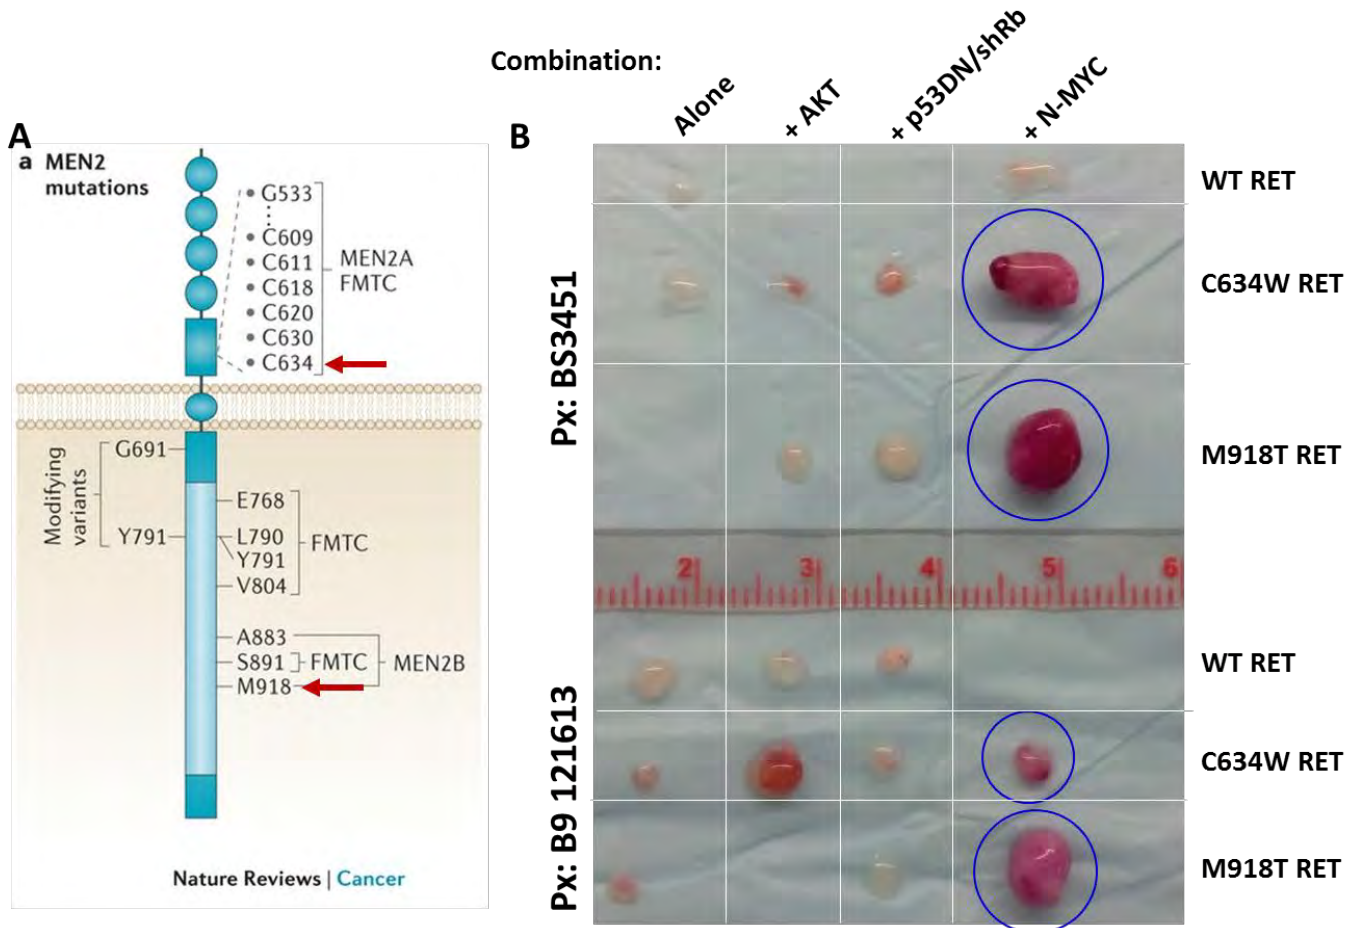 Combination:
Alone
+ AKT
+ p53DN/shRb
+ N-MYC
A
a MEN2
mutations
G533
C609
C611
C618
C620
C630
C634
MEN2A
FMTC
Modifying
variants
G691
Y791
E768
L790
Y791
V804
FMTC
A883
S891
FMTC
MEN2B
M918
Nature Reviews | Cancer
B
Px: BS3451
WT RET
C634W RET
M918T RET
2 3 4 5 6
Px: B9 121613
WT RET
C634W RET
M918T RET